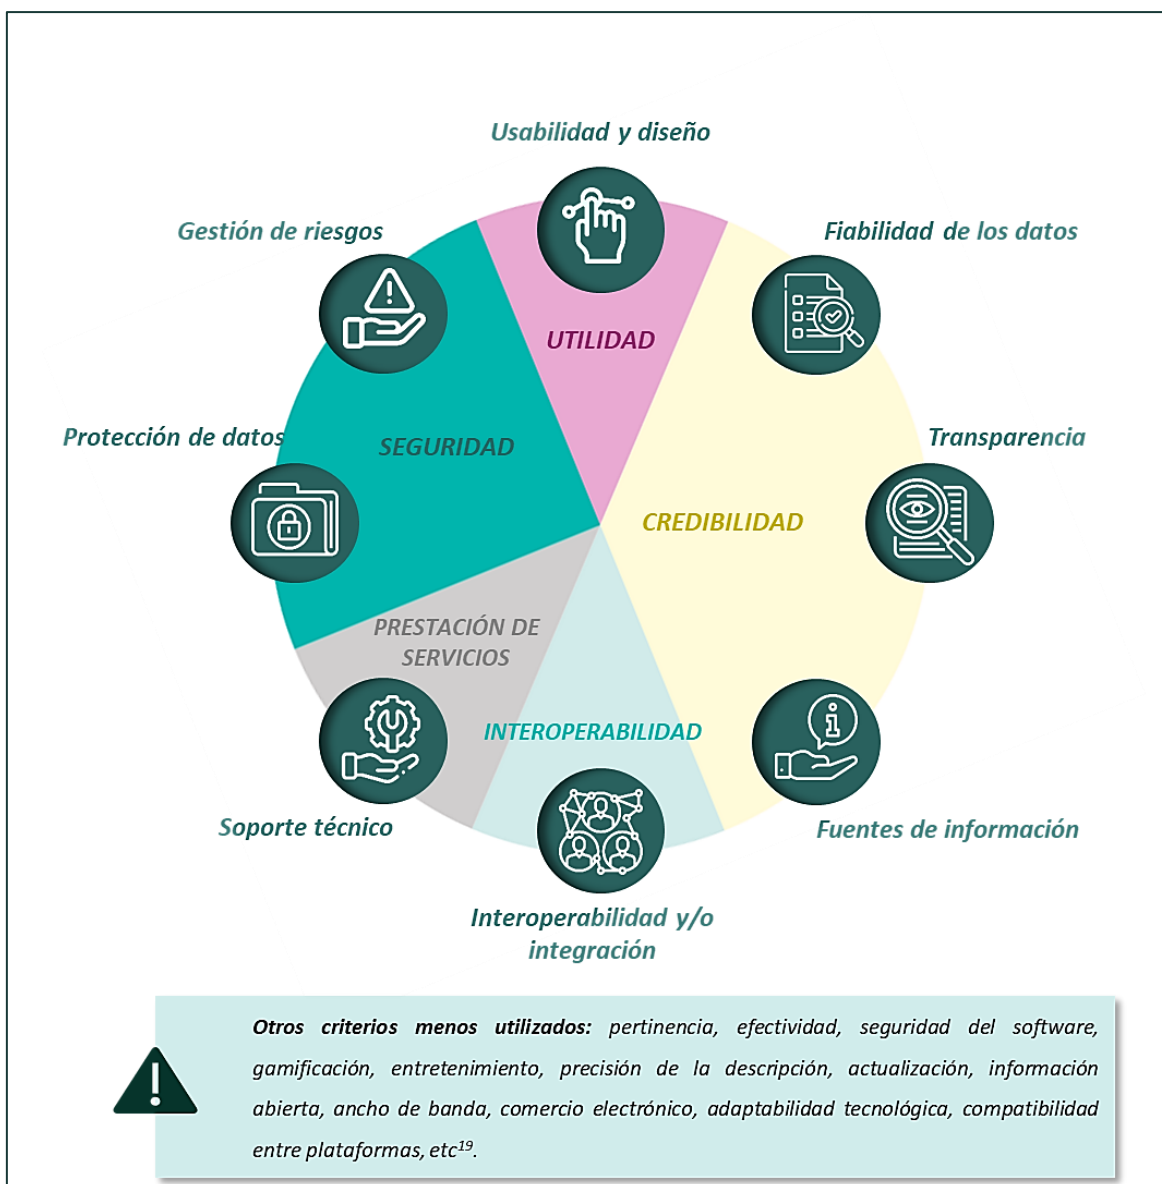 Usabilidad y diseño
Gestión de riesgos
Fiabilidad de los datos
UTILIDAD
Protección de datos
SEGURIDAD
Transparencia
CREDIBILIDAD
PRESTACIÓN DE
SERVICIOS
INTEROPERABILIDAD
Soporte técnico
Fuentes de información
Interoperabilidad y/o
integración
Otros criterios menos utilizados: pertinencia, efectividad, seguridad del software,
gamificación, entretenimiento, precisión de la descripción, actualización, información
abierta, ancho de banda, comercio electrónico, adaptabilidad tecnológica, compatibilidad
entre plataformas, etc¹⁹.